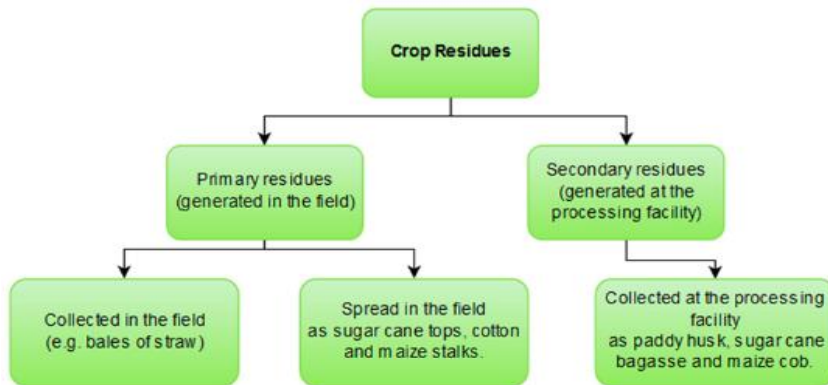 Crop Residues
Primary residues
(generated in the field)
Secondary residues
(generated at the
processing facility)
Collected in the field
(e.g. bales of straw)
Spread in the field
as sugar cane tops, cotton
and maize stalks.
Collected at the processing
facility
as paddy husk, sugar cane
bagasse and maize cob.